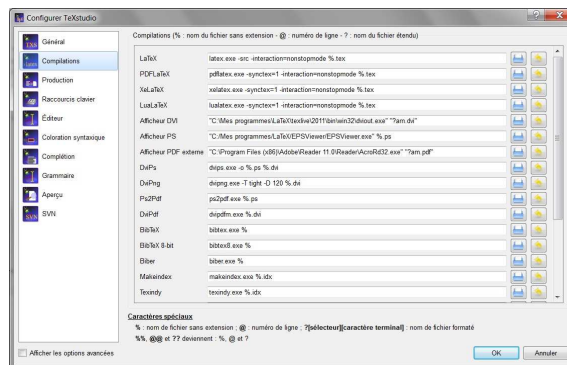 Configurer TeXstudio
Général
Compilations
Production
Raccourcis clavier
Éditeur
Coloration syntaxique
Complétion
Grammaire
Aperçu
SVN
Compilations (% : nom du fichier sans extension - @ : numéro de ligne - ? : nom du fichier étendu)
LaTeX latex.exe -src -interaction=nonstopmode %.tex
PDFLaTeX pdflatex.exe -synctex=1 -interaction=nonstopmode %.tex
XeLaTeX xelatex.exe -synctex=1 -interaction=nonstopmode %.tex
LuaLaTeX lualatex.exe -synctex=1 -interaction=nonstopmode %.tex
Afficheur DVI "C:\Mes programmes\LaTeX\texlive\2011\bin\win32\dviout.exe" "?am.dvi"
Afficheur PS "C:/Mes programmes/LaTeX/EPSViewer/EPSViewer.exe" %.ps
Afficheur PDF externe "C:\Program Files (x86)\Adobe\Reader 11.0\Reader\AcroRd32.exe" "?am.pdf"
DviPs dvips.exe -o %.ps %.dvi
DviPng dvipng.exe -T tight -D 120 %.dvi
Ps2Pdf ps2pdf.exe %.ps
DviPdf dvipdfm.exe %.dvi
BibTeX bibtex.exe %
BibTeX 8-bit bibtex8.exe %
Biber biber.exe %
Makeindex makeindex.exe %.idx
Texindy texindy.exe %.idx
Caractères spéciaux
% : nom de fichier sans extension ; @ : numéro de ligne ; ?[sélecteur][caractère terminal] : nom de fichier formaté
%%, @@ et ?? deviennent : %, @ et ?
Afficher les options avancées
OK
Annuler